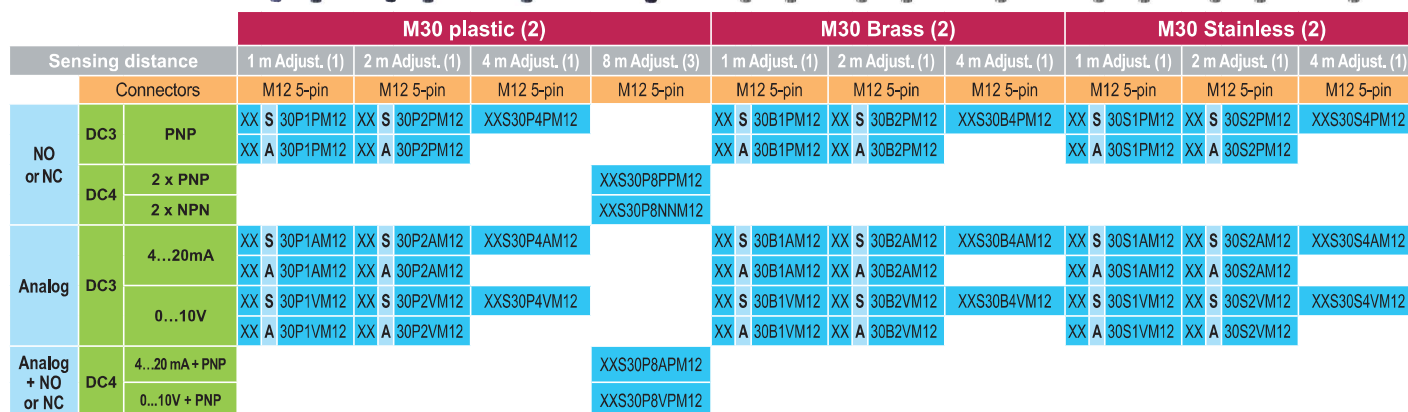 M30 plastic (2) M30 Brass (2) M30 Stainless (2)
Sensing distance 1 m Adjust. (1) 2 m Adjust. (1) 4 m Adjust. (1) 8 m Adjust. (3) 1 m Adjust. (1) 2 m Adjust. (1) 4 m Adjust. (1) 1 m Adjust. (1) 2 m Adjust. (1) 4 m Adjust. (1)
Connectors M12 5-pin M12 5-pin M12 5-pin M12 5-pin M12 5-pin M12 5-pin M12 5-pin M12 5-pin M12 5-pin M12 5-pin
NO
or NC
DC3 PNP XX S 30P1PM12 XX S 30P2PM12 XXS30P4PM12 XX S 30B1PM12 XX S 30B2PM12 XXS30B4PM12 XX S 30S1PM12 XX S 30S2PM12 XXS30S4PM12
XX A 30P1PM12 XX A 30P2PM12 XX A 30B1PM12 XX A 30B2PM12 XX A 30S1PM12 XX A 30S2PM12
DC4 2 x PNP XXS30P8PPM12
2 x NPN XXS30P8NNM12
Analog DC3 4...20mA XX S 30P1AM12 XX S 30P2AM12 XXS30P4AM12 XX S 30B1AM12 XX S 30B2AM12 XXS30B4AM12 XX S 30S1AM12 XX S 30S2AM12 XXS30S4AM12
XX A 30P1AM12 XX A 30P2AM12 XX A 30B1AM12 XX A 30B2AM12 XX A 30S1AM12 XX A 30S2AM12
0...10V XX S 30P1VM12 XX S 30P2VM12 XXS30P4VM12 XX S 30B1VM12 XX S 30B2VM12 XXS30B4VM12 XX S 30S1VM12 XX S 30S2VM12 XXS30S4VM12
XX A 30P1VM12 XX A 30P2VM12 XX A 30B1VM12 XX A 30B2VM12 XX A 30S1VM12 XX A 30S2VM12
Analog
+ NO
or NC
DC4 4...20 mA + PNP XXS30P8APM12
0...10V + PNP XXS30P8VPM12